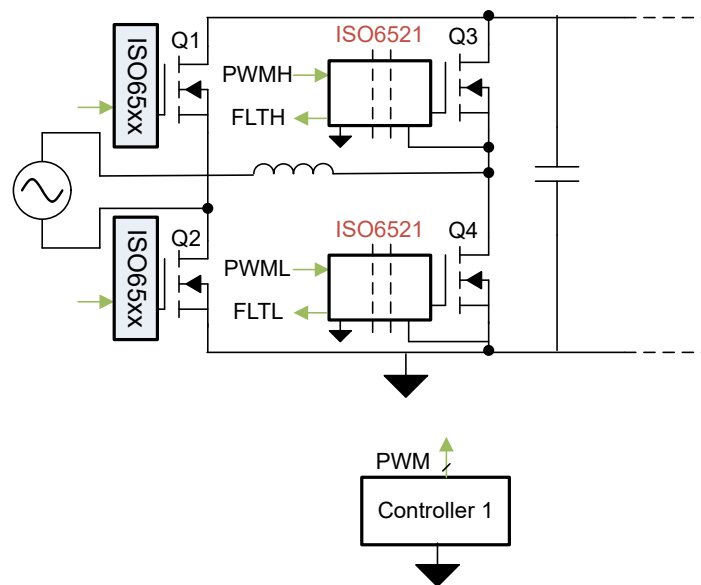 Q1
ISO6521
Q3
ISO65xx
PWMH
FLTH
Q2
ISO6521
Q4
ISO65xx
PWML
FLTL
PWM
Controller 1